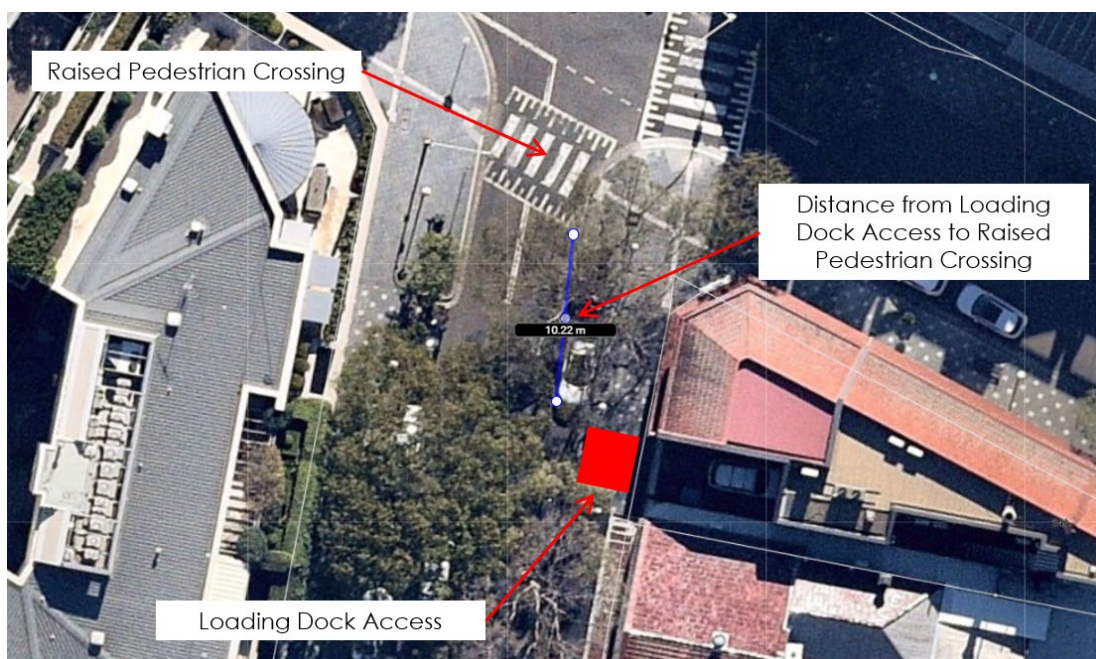 Raised Pedestrian Crossing
Distance from Loading
Dock Access to Raised
Pedestrian Crossing
10.22 m
Loading Dock Access